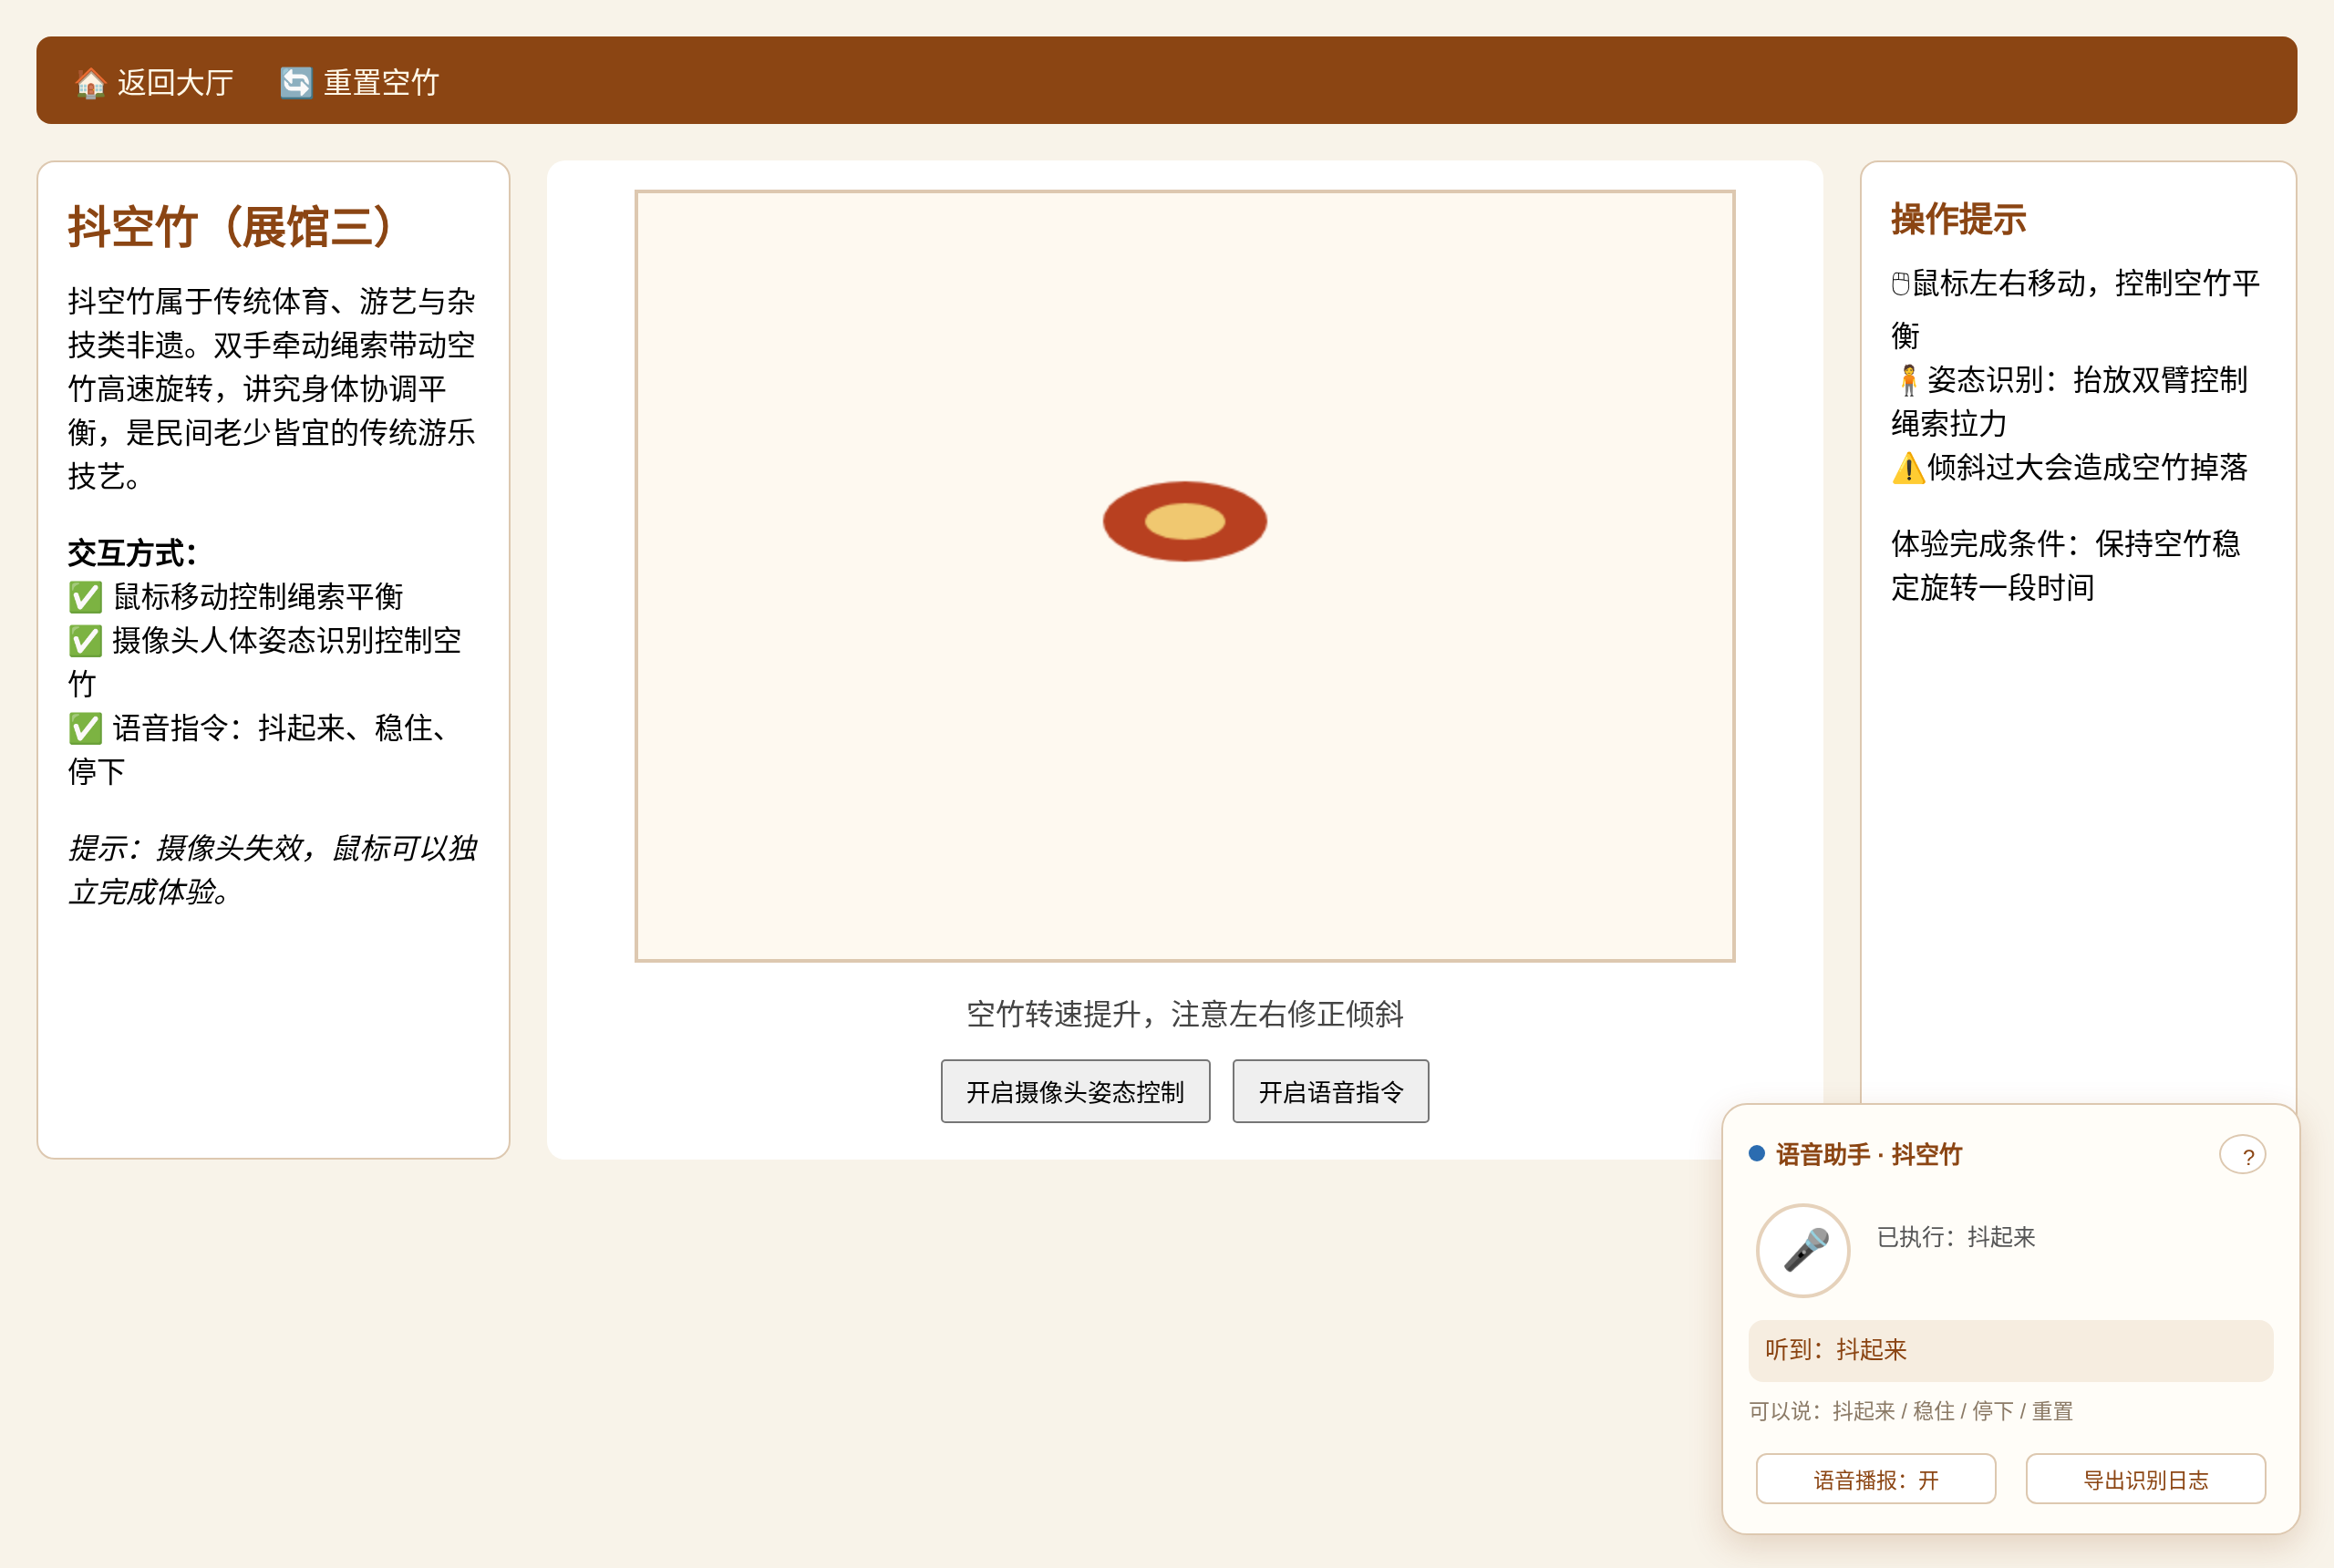 返回大厅 重置空竹
抖空竹（展馆三）
抖空竹属于传统体育、游艺与杂
技类非遗。双手牵动绳索带动空
竹高速旋转，讲究身体协调平
衡，是民间老少皆宜的传统游乐
技艺。
交互方式：
✅ 鼠标移动控制绳索平衡
✅ 摄像头人体姿态识别控制空
竹
✅ 语音指令：抖起来、稳住、
停下
提示：摄像头失效，鼠标可以独
立完成体验。
空竹转速提升，注意左右修正倾斜
开启摄像头姿态控制 开启语音指令
操作提示
鼠标左右移动，控制空竹平
衡
姿态识别：抬放双臂控制
绳索拉力
⚠️倾斜过大会造成空竹掉落
体验完成条件：保持空竹稳
定旋转一段时间
语音助手 · 抖空竹 ?
已执行：抖起来
听到：抖起来
可以说：抖起来 / 稳住 / 停下 / 重置
语音播报：开 导出识别日志